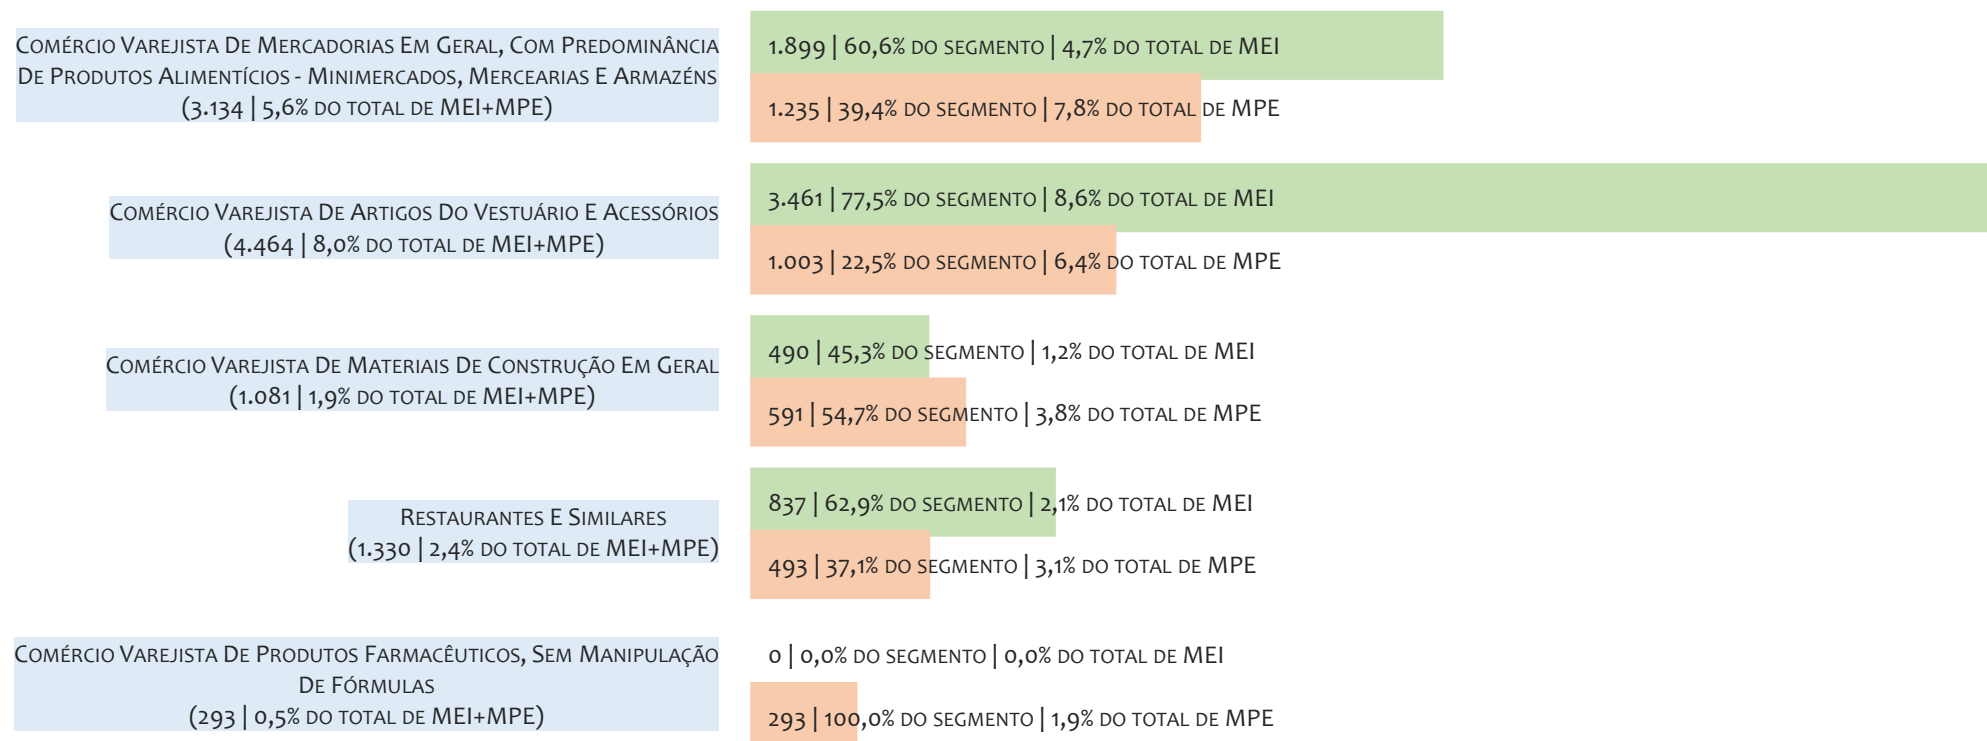 Comércio Varejista De Mercadorias Em Geral, Com Predominância
De Produtos Alimentícios - Minimercados, Mercearias E Armazéns
(3.134 | 5,6% do total de MEI+MPE)
1.899 | 60,6% do segmento | 4,7% do total de MEI
1.235 | 39,4% do segmento | 7,8% do total de MPE
Comércio Varejista De Artigos Do Vestuário E Acessórios
(4.464 | 8,0% do total de MEI+MPE)
3.461 | 77,5% do segmento | 8,6% do total de MEI
1.003 | 22,5% do segmento | 6,4% do total de MPE
Comércio Varejista De Materiais De Construção Em Geral
(1.081 | 1,9% do total de MEI+MPE)
490 | 45,3% do segmento | 1,2% do total de MEI
591 | 54,7% do segmento | 3,8% do total de MPE
Restaurantes E Similares
(1.330 | 2,4% do total de MEI+MPE)
837 | 62,9% do segmento | 2,1% do total de MEI
493 | 37,1% do segmento | 3,1% do total de MPE
Comércio Varejista De Produtos Farmacêuticos, Sem Manipulação
De Fórmulas
(293 | 0,5% do total de MEI+MPE)
0 | 0,0% do segmento | 0,0% do total de MEI
293 | 100,0% do segmento | 1,9% do total de MPE